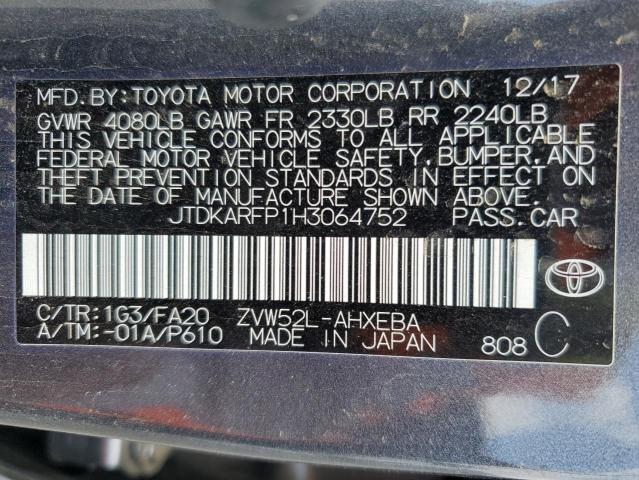 MFD.BY:TOYOTA MOTOR CORPORATION 12/17
GVWR 4080LB GAWR FR 2330LB RR 2240LB
THIS VEHICLE CONFORMS TO ALL APPLICABLE
FEDERAL MOTOR VEHICLE SAFETY,BUMPER,AND
THEFT PREVENTION STANDARDS IN EFFECT ON
THE DATE OF MANUFACTURE SHOWN ABOVE.
JTDKARFP1H3064752 PASS.CAR
C/TR:1G3/FA20 ZVW52L-AHXEBA
A/TM:-01A/P610 MADE IN JAPAN 808 C